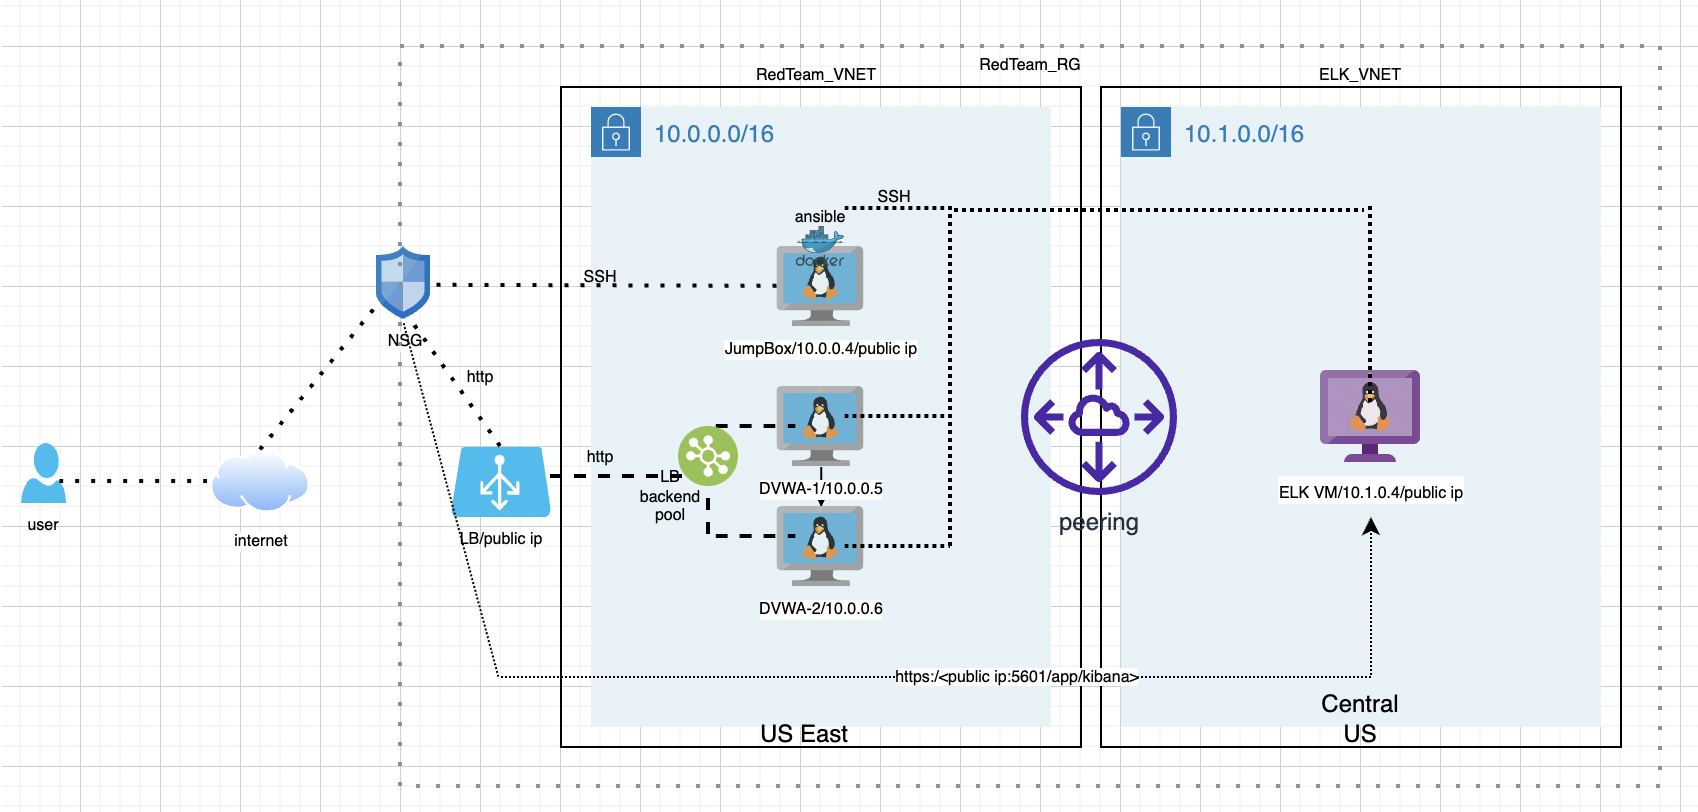 RedTeam_RG
RedTeam_VNET
ELK_VNET
10.0.0.0/16
10.1.0.0/16
SSH
ansible
docker
SSH
NSG
JumpBox/10.0.0.4/public ip
http
http
LB
backend
pool
DVWA-1/10.0.0.5
ELK VM/10.1.0.4/public ip
user
internet
LB/public ip
peering
DVWA-2/10.0.0.6
https:/<public ip:5601/app/kibana>
US East
Central
US